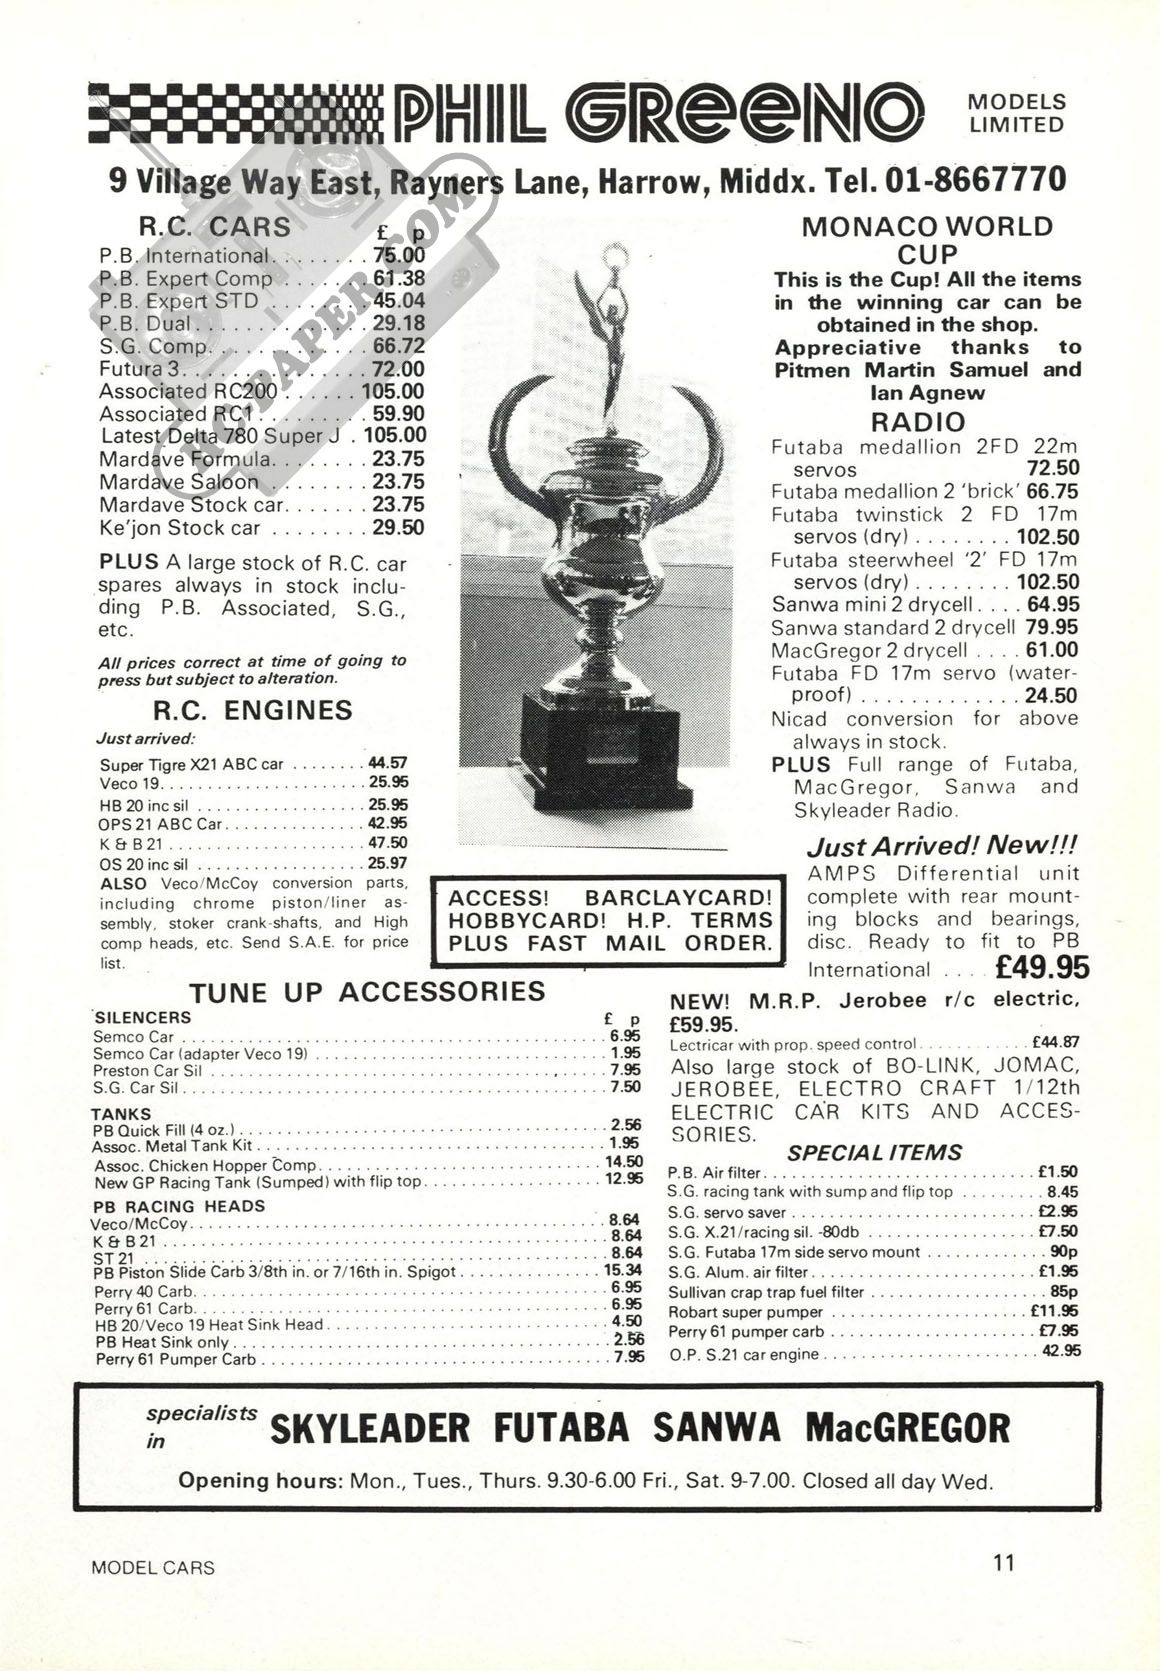 PHIL GREENO
MODELS
LIMITED
9 Village Way East, Rayners Lane, Harrow, Middx. Tel. 01-8667770
R.C. CARS £ p
P.B. International. . . . . . . . 75.00
P.B. Expert Comp . . . . . . . 61.38
P.B. Expert STD . . . . . . . . 45.04
P.B. Dual. . . . . . . . . . . . . . 29.18
S.G. Comp. . . . . . . . . . . . . 66.72
Futura 3. . . . . . . . . . . . . . . 72.00
Associated RC200 . . . . . . 105.00
Associated RC1. . . . . . . . . 59.90
Latest Delta 780 Super J . 105.00
Mardave Formula. . . . . . . . 23.75
Mardave Saloon . . . . . . . . 23.75
Mardave Stock car. . . . . . . 23.75
Ke'jon Stock car . . . . . . . . 29.50
PLUS A large stock of R.C. car
spares always in stock inclu-
ding P.B. Associated, S.G.,
etc.
All prices correct at time of going to
press but subject to alteration.
R.C. ENGINES
Just arrived:
Super Tigre X21 ABC car . . . . . . . . 44.57
Veco 19. . . . . . . . . . . . . . . . . . . . . . . 25.95
HB 20 inc sil . . . . . . . . . . . . . . . . . . 25.95
OPS 21 ABC Car. . . . . . . . . . . . . . . 42.95
K & B 21 . . . . . . . . . . . . . . . . . . . . . 47.50
OS 20 inc sil . . . . . . . . . . . . . . . . . . 25.97
ALSO Veco/McCoy conversion parts,
including chrome piston/liner as-
sembly, stoker crank-shafts, and High
comp heads, etc. Send S.A.E. for price
list.
MONACO WORLD
CUP
This is the Cup! All the items
in the winning car can be
obtained in the shop.
Appreciative thanks to
Pitmen Martin Samuel and
Ian Agnew
RADIO
Futaba medallion 2FD 22m
servos 72.50
Futaba medallion 2 'brick' 66.75
Futaba twinstick 2 FD 17m
servos (dry) . . . . . . . . 102.50
Futaba steerwheel '2' FD 17m
servos (dry) . . . . . . . . 102.50
Sanwa mini 2 drycell . . . . 64.95
Sanwa standard 2 drycell 79.95
MacGregor 2 drycell . . . . 61.00
Futaba FD 17m servo (water-
proof) . . . . . . . . . . . . . 24.50
Nicad conversion for above
always in stock.
PLUS Full range of Futaba,
MacGregor, Sanwa and
Skyleader Radio.
Just Arrived! New!!!
AMPS Differential unit
complete with rear mount-
ing blocks and bearings,
disc. Ready to fit to PB
International . . . . £49.95
ACCESS! BARCLAYCARD!
HOBBYCARD! H.P. TERMS
PLUS FAST MAIL ORDER.
TUNE UP ACCESSORIES
SILENCERS £ p
Semco Car . . . . . . . . . . . . . . . . . . . . 6.95
Semco Car (adapter Veco 19) . . . . . . . . . . . . 1.95
Preston Car Sil . . . . . . . . . . . . . . . . . . 7.95
S.G. Car Sil . . . . . . . . . . . . . . . . . . . . 7.50
TANKS
PB Quick Fill (4 oz.) . . . . . . . . . . . . . . . . 2.56
Assoc. Metal Tank Kit . . . . . . . . . . . . . . . . 1.95
Assoc. Chicken Hopper Comp. . . . . . . . . . . . . 14.50
New GP Racing Tank (Sumped) with flip top. . . . . . . 12.95
PB RACING HEADS
Veco/McCoy. . . . . . . . . . . . . . . . . . . . 8.64
K & B 21 . . . . . . . . . . . . . . . . . . . . . 8.64
ST 21 . . . . . . . . . . . . . . . . . . . . . . . 8.64
PB Piston Slide Carb 3/8th in. or 7/16th in. Spigot. . . . . . 15.34
Perry 40 Carb. . . . . . . . . . . . . . . . . . . . 6.95
Perry 61 Carb. . . . . . . . . . . . . . . . . . . . 6.95
HB 20/Veco 19 Heat Sink Head . . . . . . . . . . . . 4.50
PB Heat Sink only . . . . . . . . . . . . . . . . . 2.56
Perry 61 Pumper Carb . . . . . . . . . . . . . . . . 7.95
NEW! M.R.P. Jerobee r/c electric,
£59.95.
Lectricar with prop. speed control. . . . . . . . . . . £44.87
Also large stock of BO-LINK, JOMAC,
JEROBEE, ELECTRO CRAFT 1/12th
ELECTRIC CAR KITS AND ACCES-
SORIES.
SPECIAL ITEMS
P.B. Air filter. . . . . . . . . . . . . . . . . . . £1.50
S.G. racing tank with sump and flip top . . . . . . . . . 8.45
S.G. servo saver . . . . . . . . . . . . . . . . . . £2.95
S.G. X.21/racing sil. -80db . . . . . . . . . . . . . £7.50
S.G. Futaba 17m side servo mount . . . . . . . . . . 90p
S.G. Alum. air filter. . . . . . . . . . . . . . . . . £1.95
Sullivan crap trap fuel filter . . . . . . . . . . . . . . 85p
Robart super pumper . . . . . . . . . . . . . . . . £11.95
Perry 61 pumper carb . . . . . . . . . . . . . . . . £7.95
O.P. S.21 car engine . . . . . . . . . . . . . . . . 42.95
specialists
in SKYLEADER FUTABA SANWA MacGREGOR
Opening hours: Mon., Tues., Thurs. 9.30-6.00 Fri., Sat. 9-7.00. Closed all day Wed.
MODEL CARS 11
RC-PAPER.COM